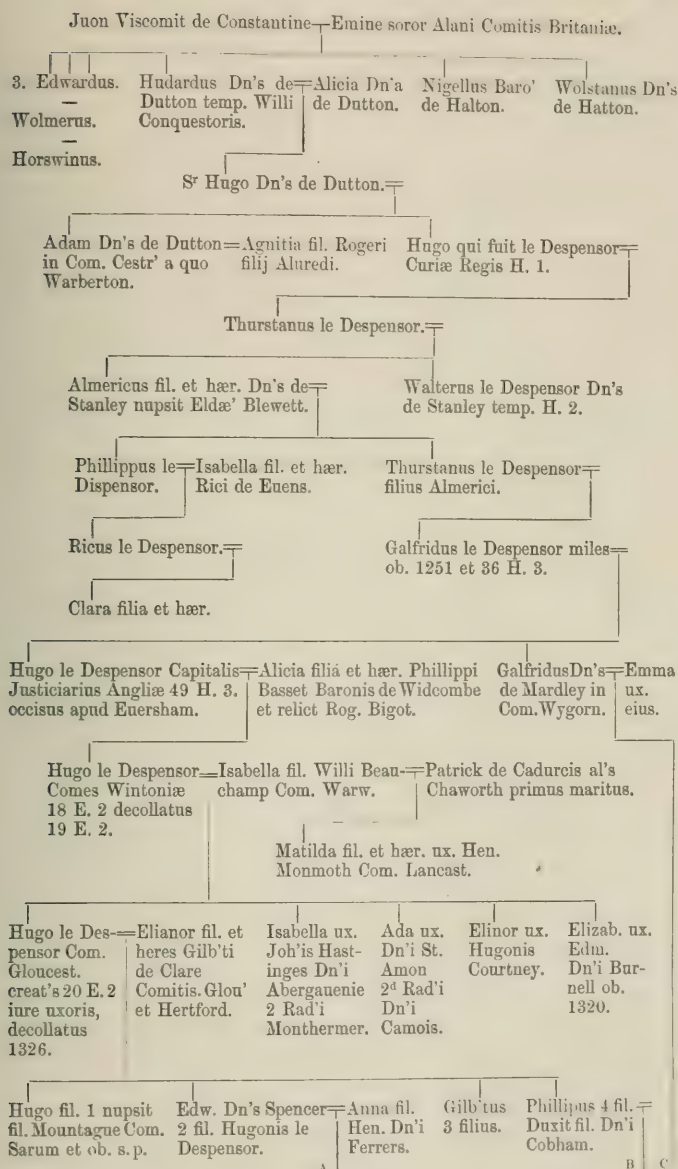 Juon Viscomit de Constantine=Emine soror Alani Comitis Britaniæ.
3. Edwardus.
—
Wolmerus.
—
Horswinus.
Hudardus Dn's de=Alicia Dn'a
Dutton temp. Willi de Dutton.
Conquestoris.
Nigellus Baro'
de Halton.
Wolstanus Dn's
de Hatton.
Sʳ Hugo Dn's de Dutton.=
Adam Dn's de Dutton=Agnitia fil. Rogeri
in Com. Cestr' a quo filij Aluredi.
Warberton.
Hugo qui fuit le Despensor=
Curiæ Regis H. 1.
Thurstanus le Despensor.=
Almericus fil. et hær. Dn's de=
Stanley nupsit Eldæ' Blewett.
Walterus le Despensor Dn's
de Stanley temp. H. 2.
Phillippus le=Isabella fil. et hær.
Dispensor. Rici de Euens.
Thurstanus le Despensor=
filius Almerici.
Ricus le Despensor.=
Galfridus le Despensor miles=
ob. 1251 et 36 H. 3.
Clara filia et hær.
Hugo le Despensor Capitalis=Alicia filia et hær. Phillippi
Justiciarius Angliæ 49 H. 3. Basset Baronis de Widcombe
occisus apud Euersham. et relict Rog. Bigot.
Galfridus Dn's=Emma
de Mardley in ux.
Com. Wygorn. eius.
Hugo le Despensor=Isabella fil. Willi Beau-=Patrick de Cadurcis al's
Comes Wintoniæ champ Com. Warw. Chaworth primus maritus.
18 E. 2 decollatus
19 E. 2.
Matilda fil. et hær. ux. Hen.
Monmoth Com. Lancast.
Hugo le Des-=Elianor fil. et
pensor Com. heres Gilb'ti
Gloucest. de Clare
creat's 20 E. 2 Comitis. Glou'
iure uxoris, et Hertford.
decollatus
1326.
Isabella ux.
Joh'is Hast-
inges Dn'i
Abergauenie
2 Rad'i
Monthermer.
Ada ux.
Dn'i St.
Amon
2ᵈ Rad'i
Dn'i
Camois.
Elinor ux.
Hugonis
Courtney.
Elizab. ux.
Edm.
Dn'i Bur-
nell ob.
1320.
Hugo fil. 1 nupsit
fil. Mountague Com.
Sarum et ob. s.p.
Edw. Dn's Spencer=Anna fil.
2 fil. Hugonis le Hen. Dn'i
Despensor. Ferrers.
Gilb'tus
3 filius.
Phillipus 4 fil.=
Duxit fil. Dn'i
Cobham.
A B C